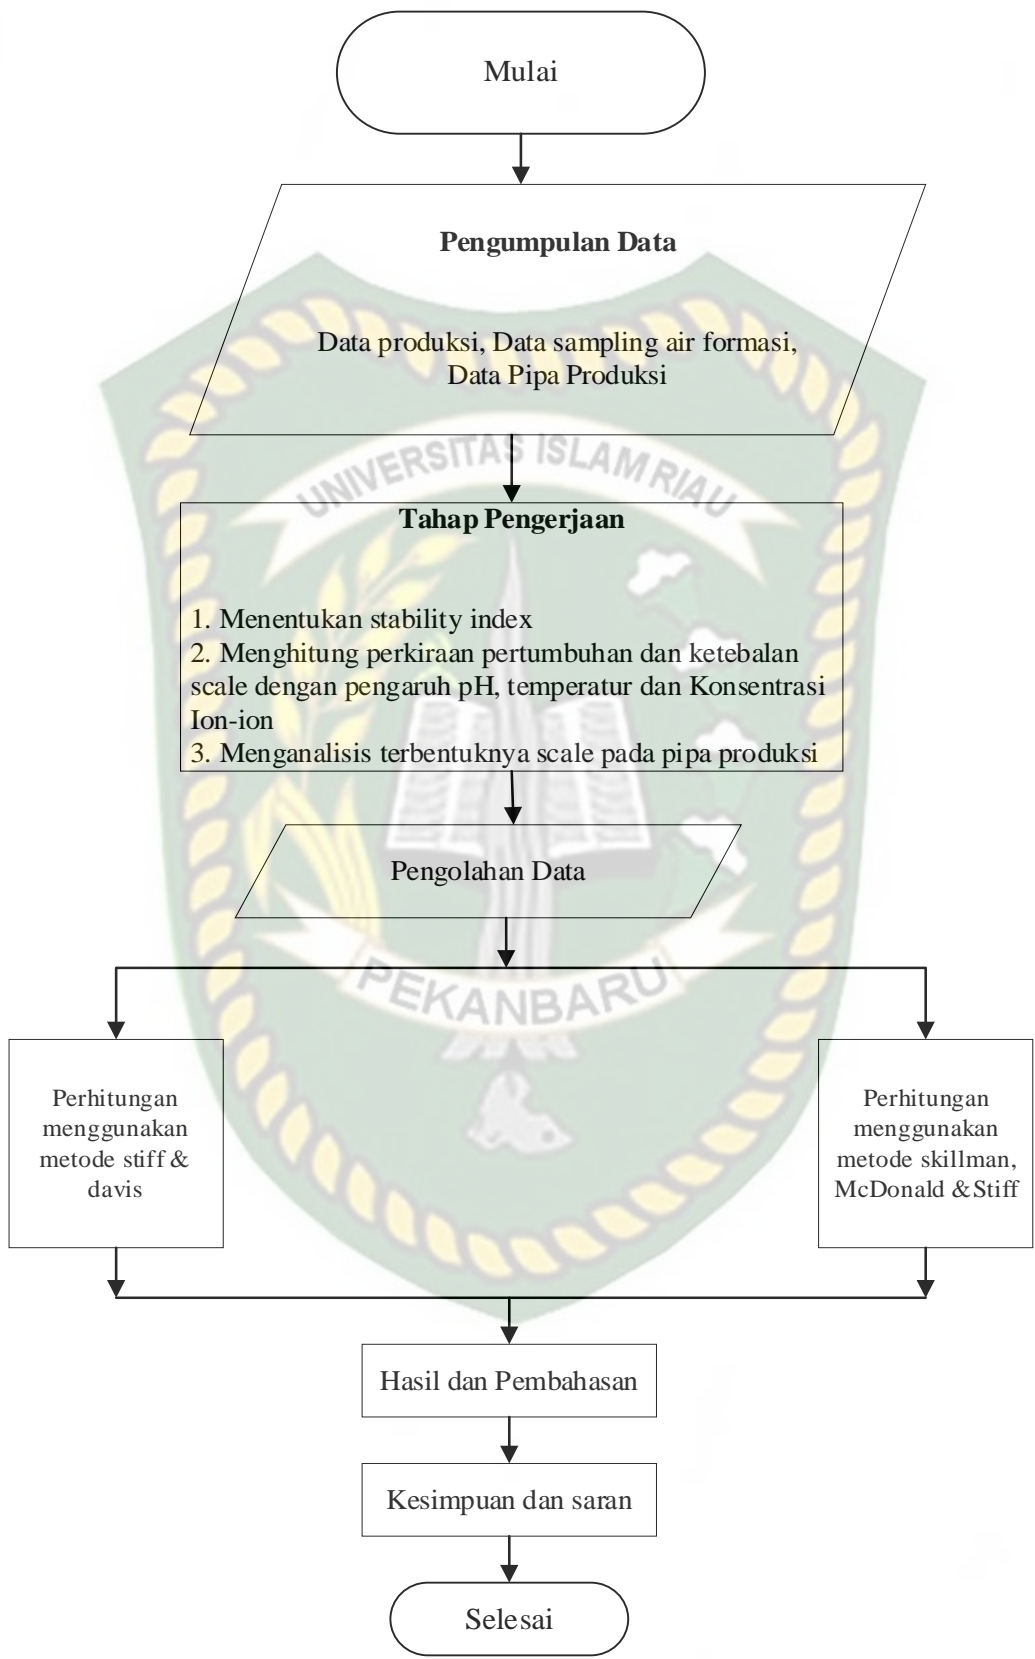 Mulai
Pengumpulan Data
Data produksi, Data sampling air formasi,
Data Pipa Produksi
UNIVERSITAS ISLAM RIAU
Tahap Pengerjaan
1. Menentukan stability index
2. Menghitung perkiraan pertumbuhan dan ketebalan
scale dengan pengaruh pH, temperatur dan Konsentrasi
Ion-ion
3. Menganalisis terbentuknya scale pada pipa produksi
Pengolahan Data
PEKANBARU
Perhitungan
menggunakan
metode stiff &
davis
Perhitungan
menggunakan
metode skillman,
McDonald & Stiff
Hasil dan Pembahasan
Kesimpuan dan saran
Selesai